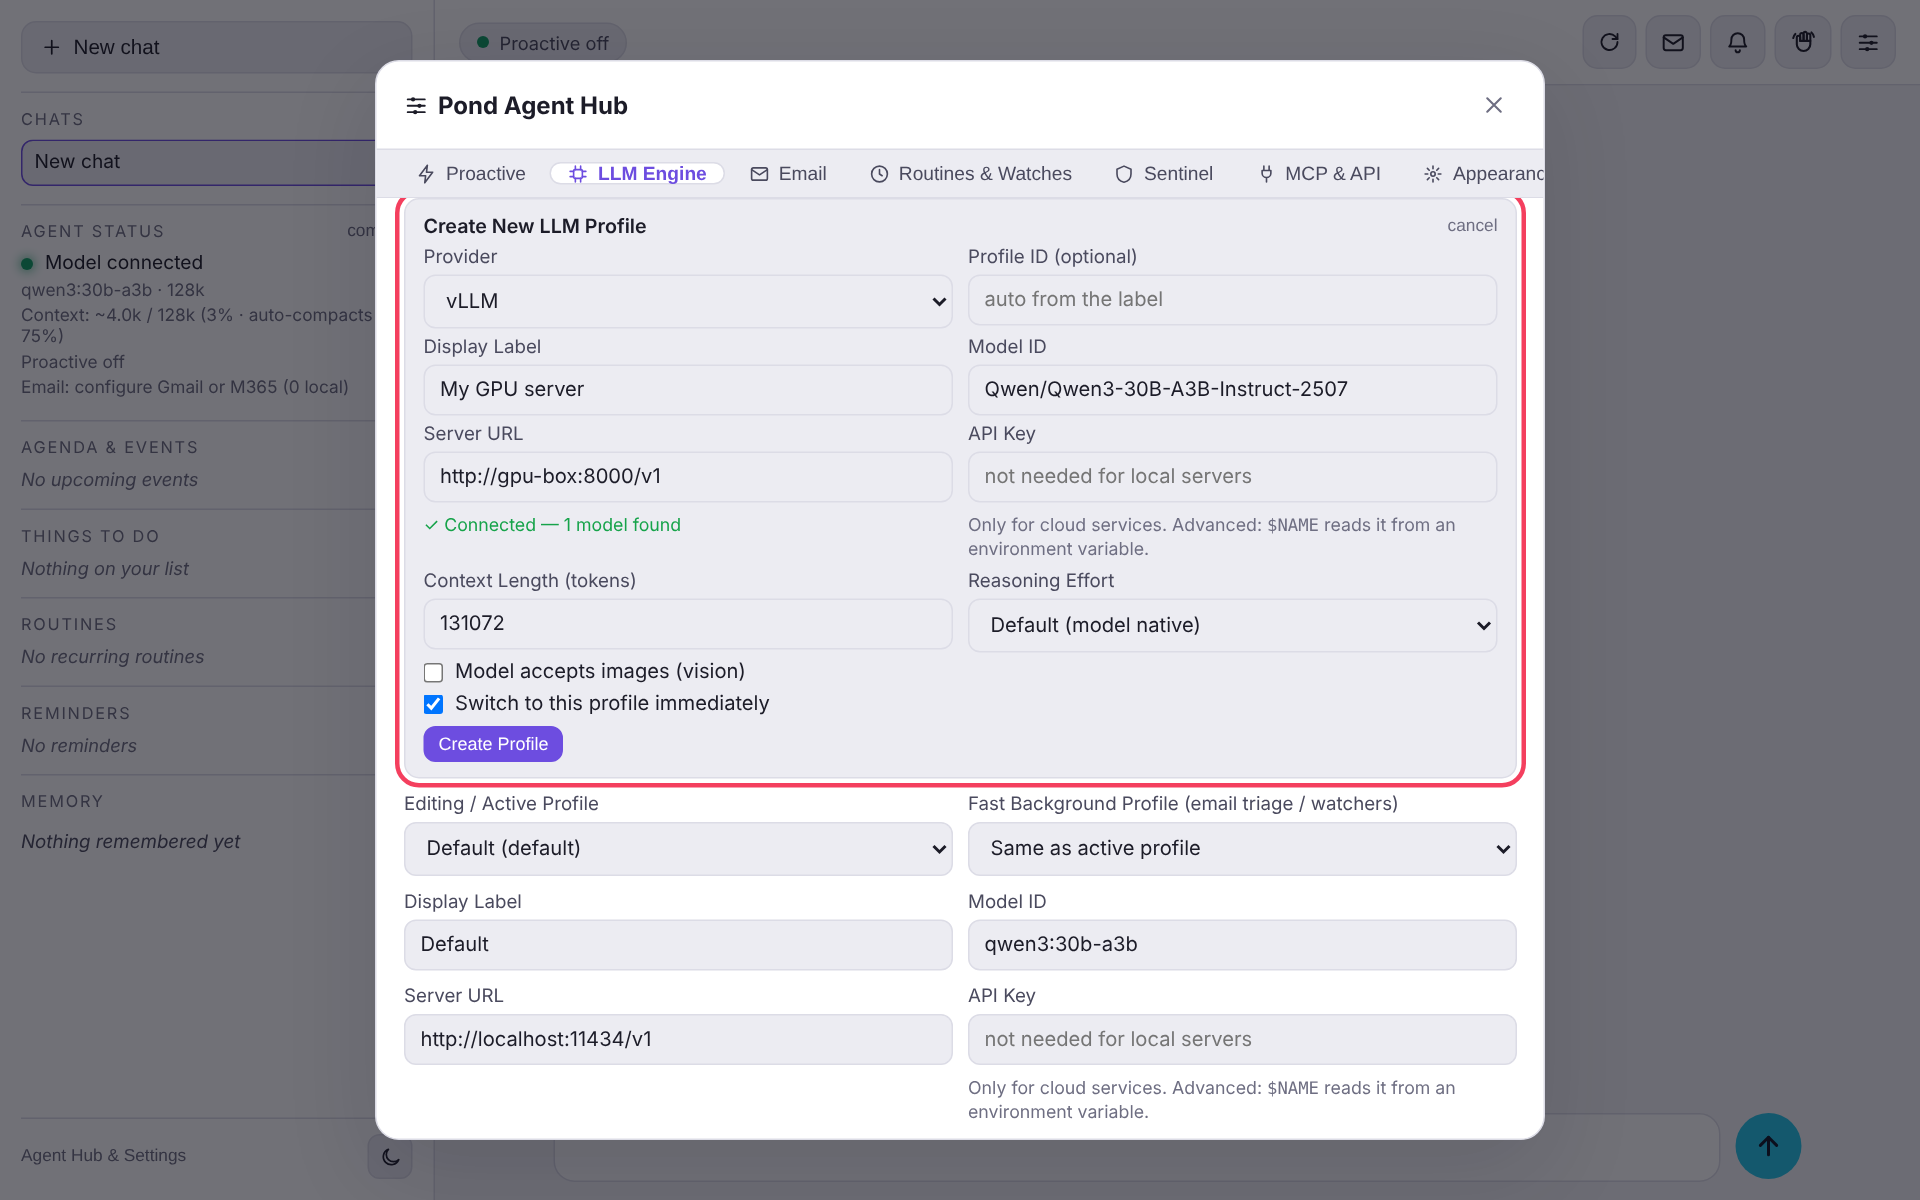 New chat
CHATS
New chat
AGENT STATUS
Model connected
qwen3:30b-a3b · 128k
Context: ~4.0k / 128k (3% · auto-compacts
75%)
Proactive off
Email: configure Gmail or M365 (0 local)
AGENDA & EVENTS
No upcoming events
THINGS TO DO
Nothing on your list
ROUTINES
No recurring routines
REMINDERS
No reminders
MEMORY
Nothing remembered yet
Agent Hub & Settings
Proactive off
Pond Agent Hub
Proactive
LLM Engine
Email
Routines & Watches
Sentinel
MCP & API
Create New LLM Profile
cancel
Provider
Profile ID (optional)
vLLM
auto from the label
Display Label
Model ID
My GPU server
Qwen/Qwen3-30B-A3B-Instruct-2507
Server URL
API Key
http://gpu-box:8000/v1
not needed for local servers
✓ Connected — 1 model found
Only for cloud services. Advanced: $NAME reads it from an
environment variable.
Context Length (tokens)
Reasoning Effort
131072
Default (model native)
Model accepts images (vision)
Switch to this profile immediately
Create Profile
Editing / Active Profile
Fast Background Profile (email triage / watchers)
Default (default)
Same as active profile
Display Label
Model ID
Default
qwen3:30b-a3b
Server URL
API Key
http://localhost:11434/v1
not needed for local servers
Only for cloud services. Advanced: $NAME reads it from an
environment variable.